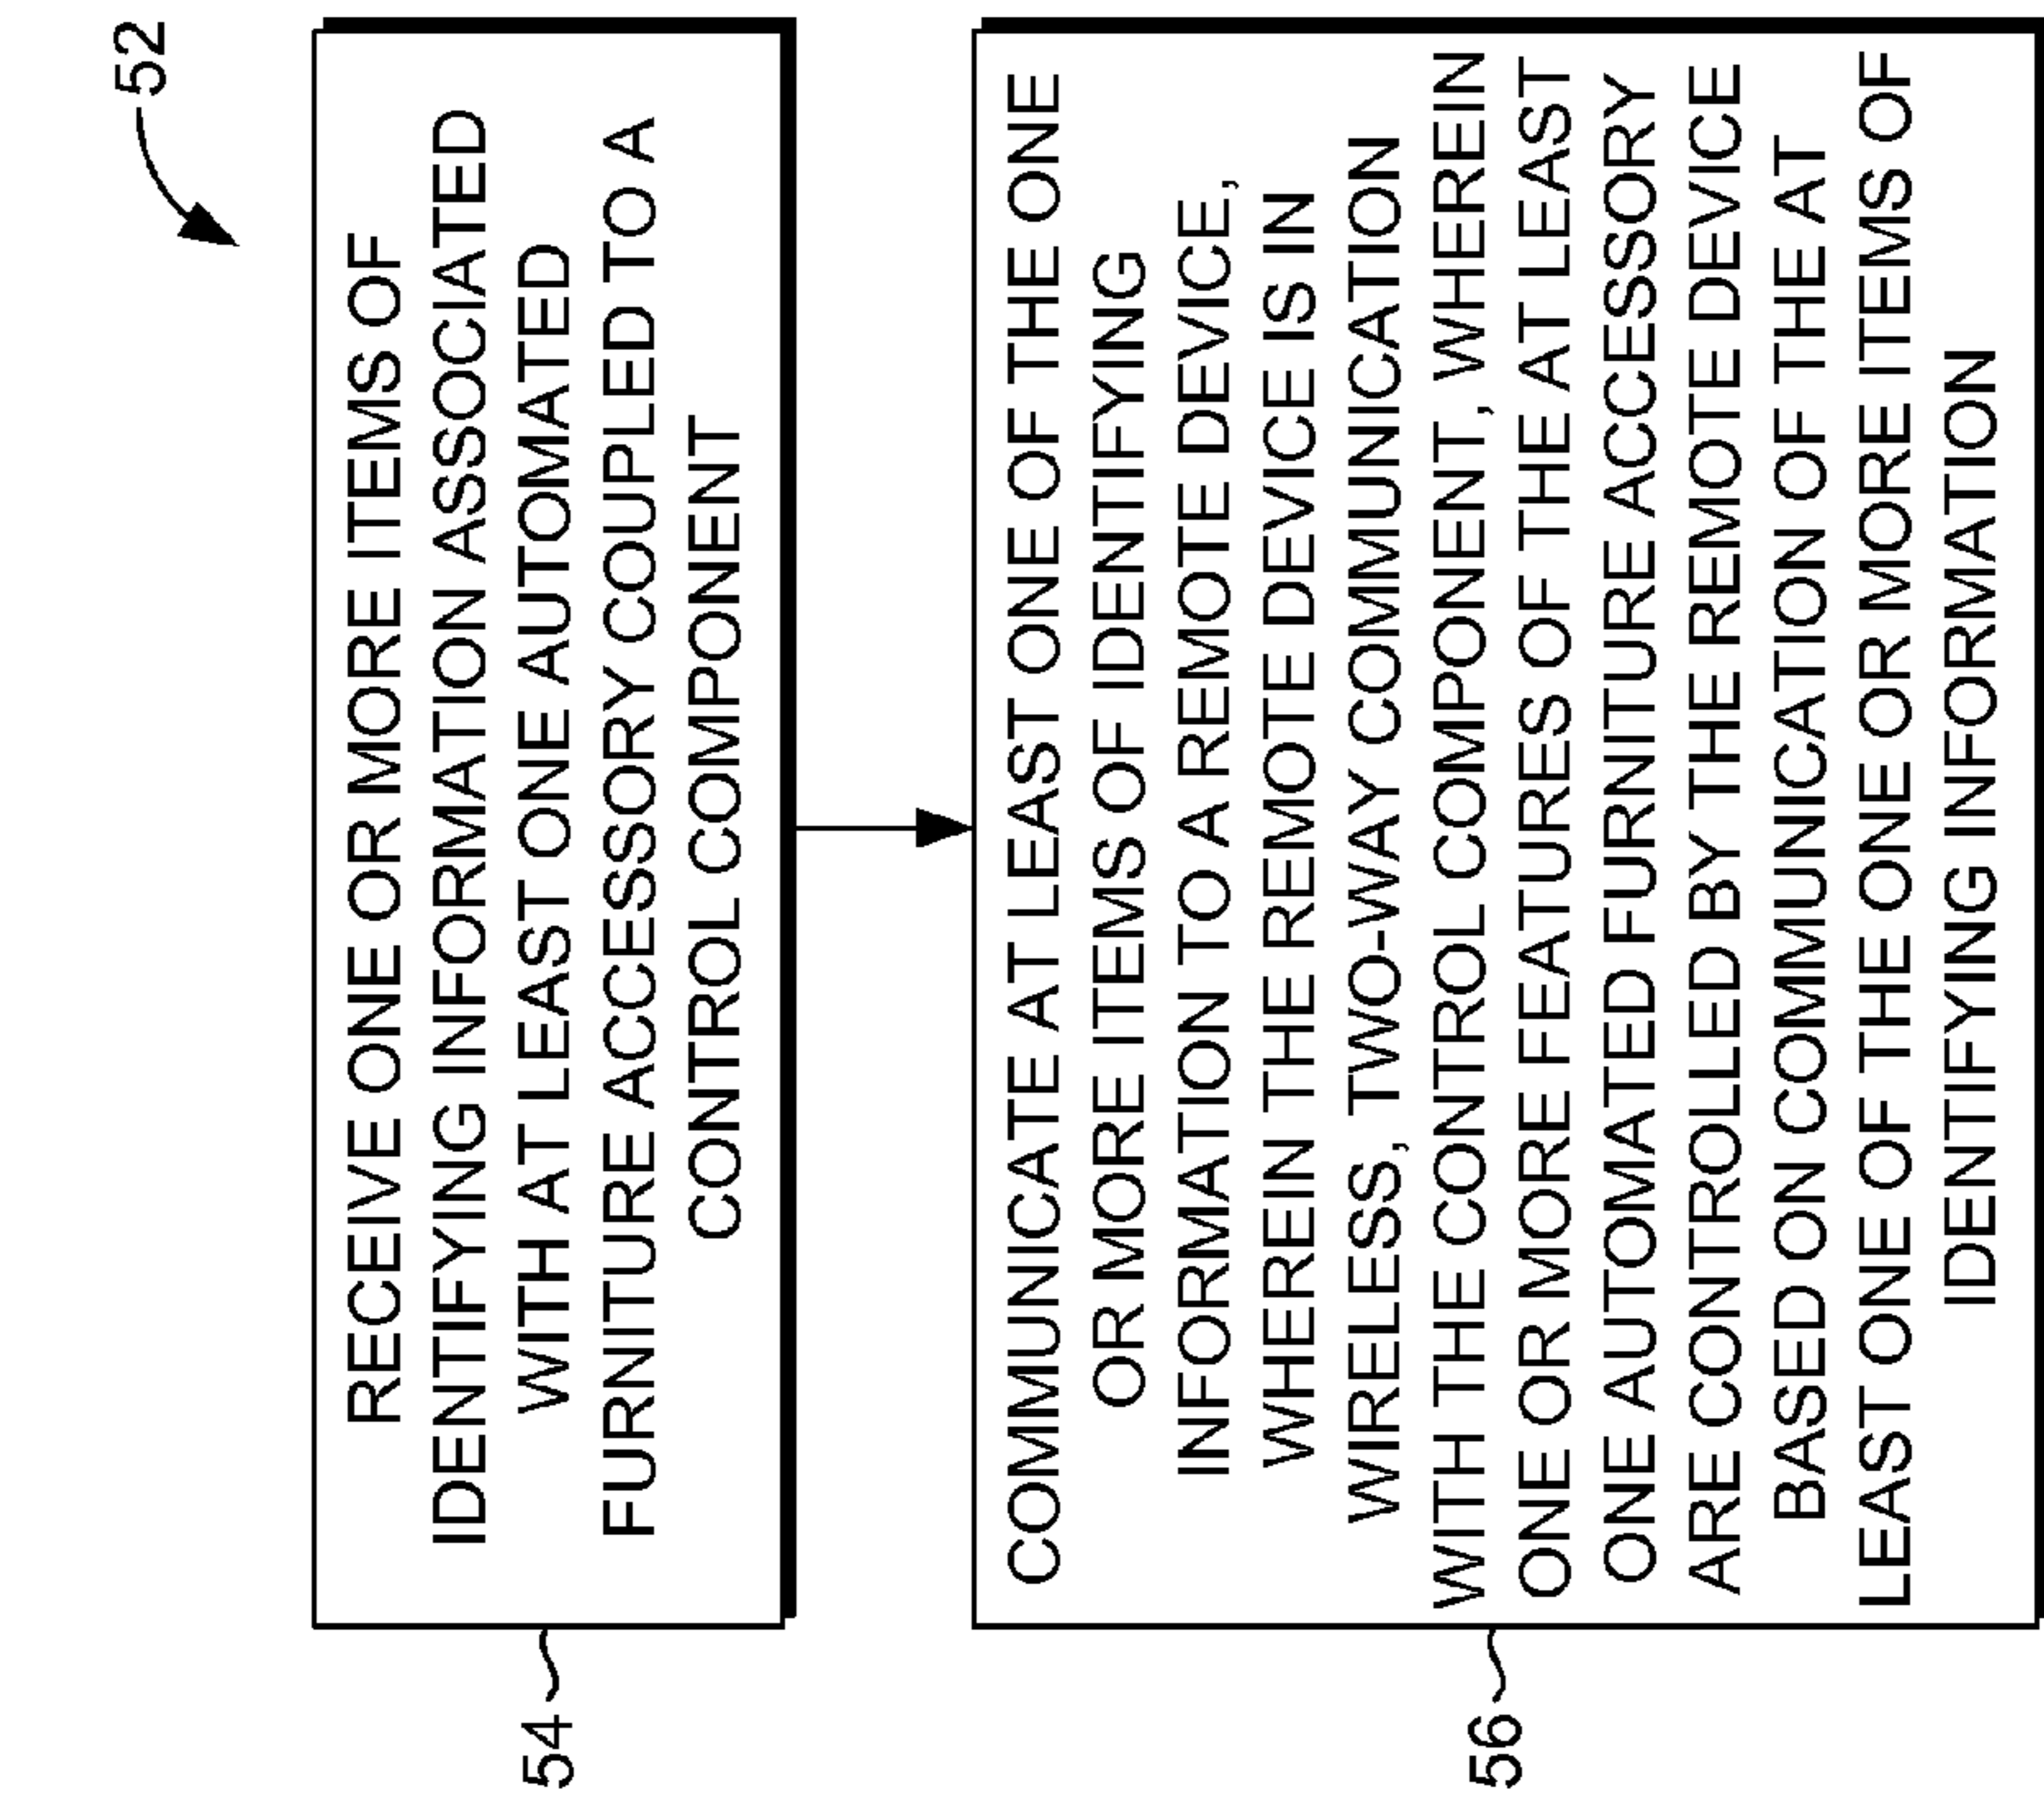 52
54
RECEIVE ONE OR MORE ITEMS OF
IDENTIFYING INFORMATION ASSOCIATED
WITH AT LEAST ONE AUTOMATED
FURNITURE ACCESSORY COUPLED TO A
CONTROL COMPONENT
56
COMMUNICATE AT LEAST ONE OF THE ONE
OR MORE ITEMS OF IDENTIFYING
INFORMATION TO A REMOTE DEVICE,
WHEREIN THE REMOTE DEVICE IS IN
WIRELESS, TWO-WAY COMMUNICATION
WITH THE CONTROL COMPONENT, WHEREIN
ONE OR MORE FEATURES OF THE AT LEAST
ONE AUTOMATED FURNITURE ACCESSORY
ARE CONTROLLED BY THE REMOTE DEVICE
BASED ON COMMUNICATION OF THE AT
LEAST ONE OF THE ONE OR MORE ITEMS OF
IDENTIFYING INFORMATION